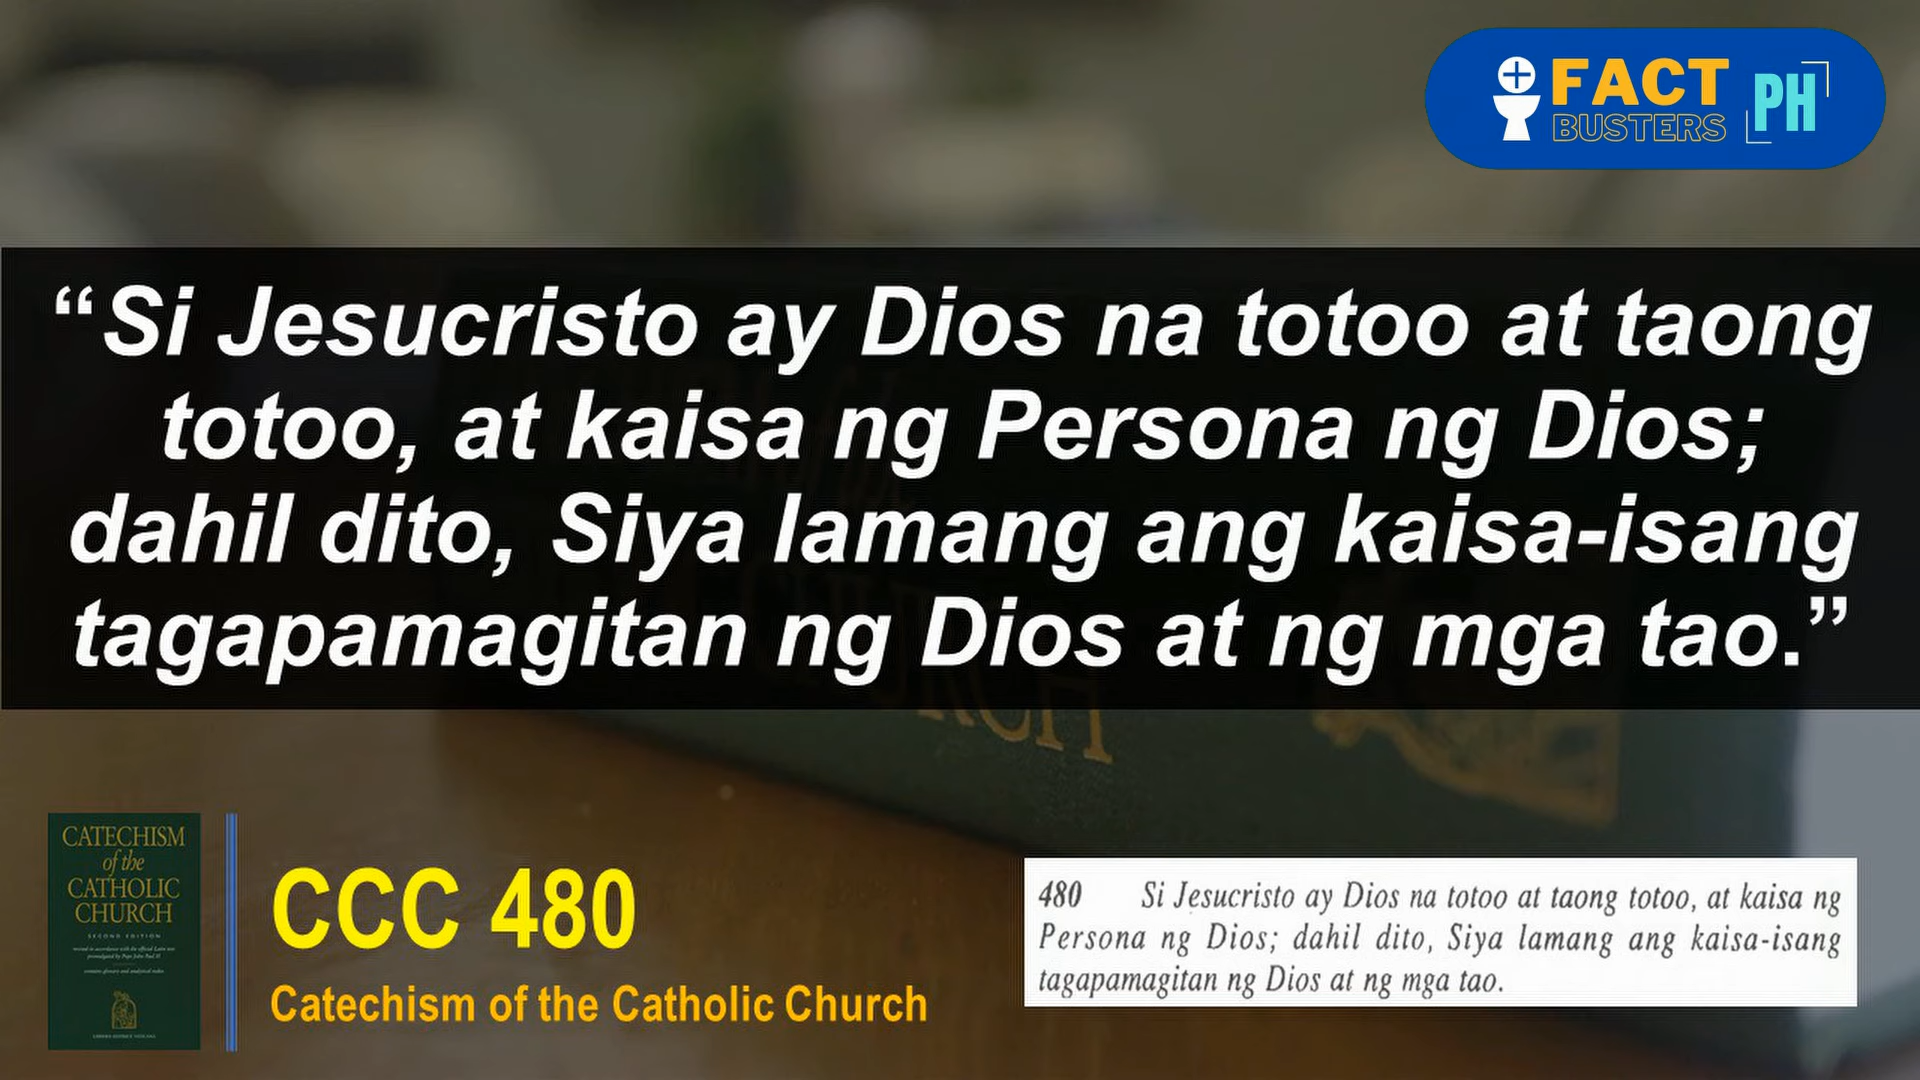 FACT
BUSTERS
PH
“Si Jesucristo ay Dios na totoo at taong
totoo, at kaisa ng Persona ng Dios;
dahil dito, Siya lamang ang kaisa-isang
tagapamagitan ng Dios at ng mga tao.”
RCH
CATECHISM
of the
CATHOLIC
CHURCH
SECOND EDITION
CCC 480
Catechism of the Catholic Church
480 Si Jesucristo ay Dios na totoo at taong totoo, at kaisa ng
Persona ng Dios; dahil dito, Siya lamang ang kaisa-isang
tagapamagitan ng Dios at ng mga tao.